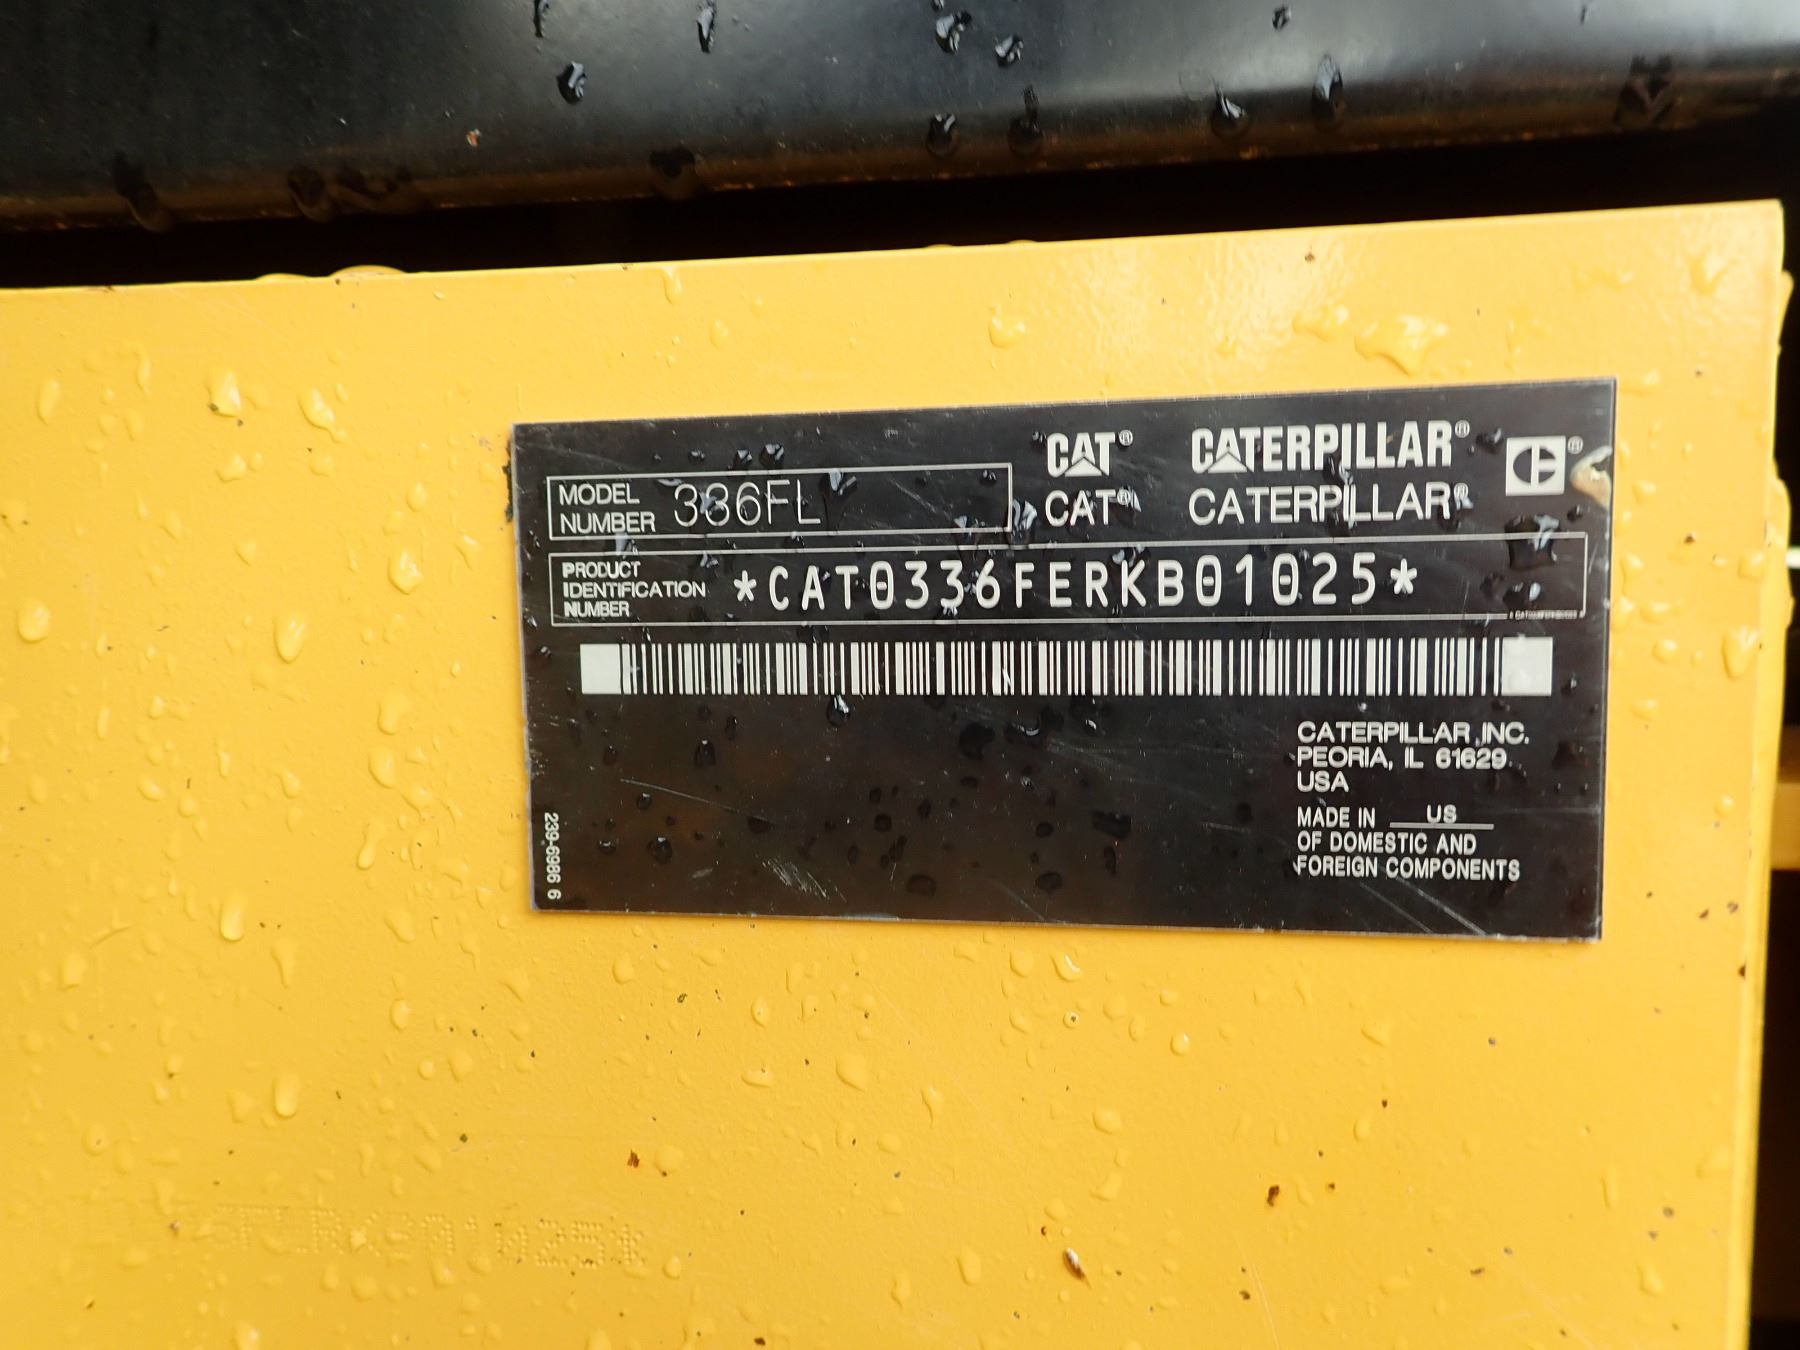 CAT® CATERPILLAR® ®
MODEL NUMBER 336FL
CAT® CATERPILLAR®
PRODUCT IDENTIFICATION NUMBER *CAT0336FERKB01025*
CATERPILLAR INC.
PEORIA, IL 61629
USA
MADE IN US
OF DOMESTIC AND
FOREIGN COMPONENTS
239-6986 6
RKB01025*